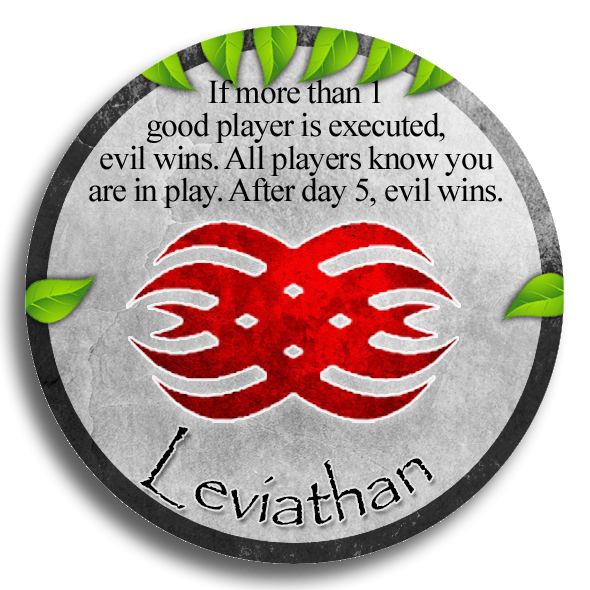 If more than 1
good player is executed,
evil wins. All players know you
are in play. After day 5, evil wins.
Leviathan